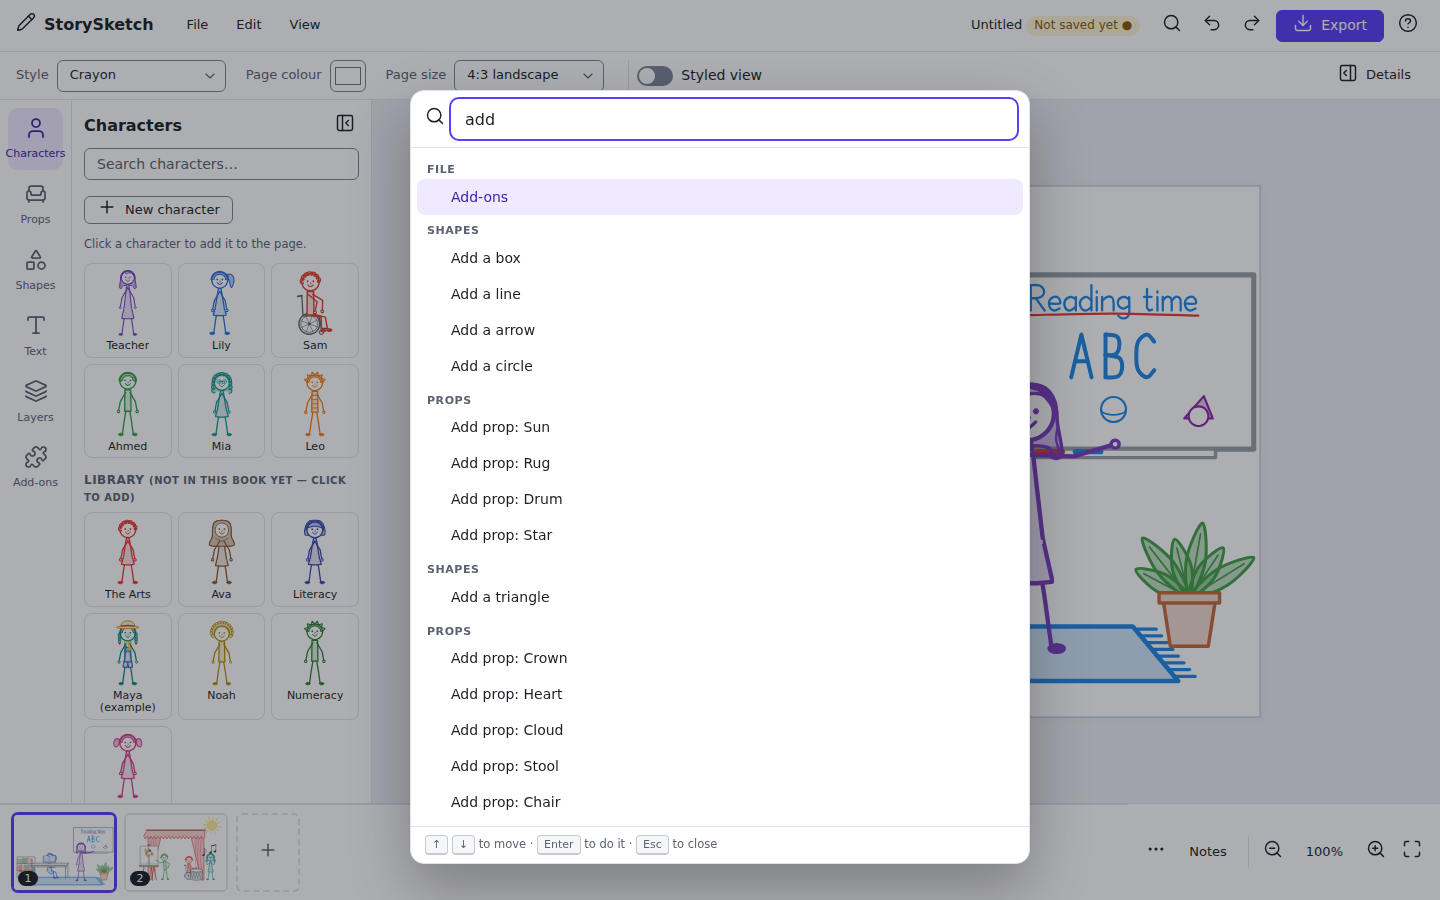 StorySketch
File
Edit
View
Untitled
Not saved yet
Export
Style
Crayon
Page colour
Page size
4:3 landscape
Styled view
Details
Characters
Props
Shapes
Text
Layers
Add-ons
Characters
Search characters…
New character
Click a character to add it to the page.
Teacher
Lily
Sam
Ahmed
Mia
Leo
LIBRARY (NOT IN THIS BOOK YET — CLICK
TO ADD)
The Arts
Ava
Literacy
Maya
(example)
Noah
Numeracy
add
FILE
Add-ons
SHAPES
Add a box
Add a line
Add a arrow
Add a circle
PROPS
Add prop: Sun
Add prop: Rug
Add prop: Drum
Add prop: Star
SHAPES
Add a triangle
PROPS
Add prop: Crown
Add prop: Heart
Add prop: Cloud
Add prop: Stool
Add prop: Chair
↑ ↓ to move · Enter to do it · Esc to close
Reading time
ABC
Reading time
ABC
1
2
Notes
100%